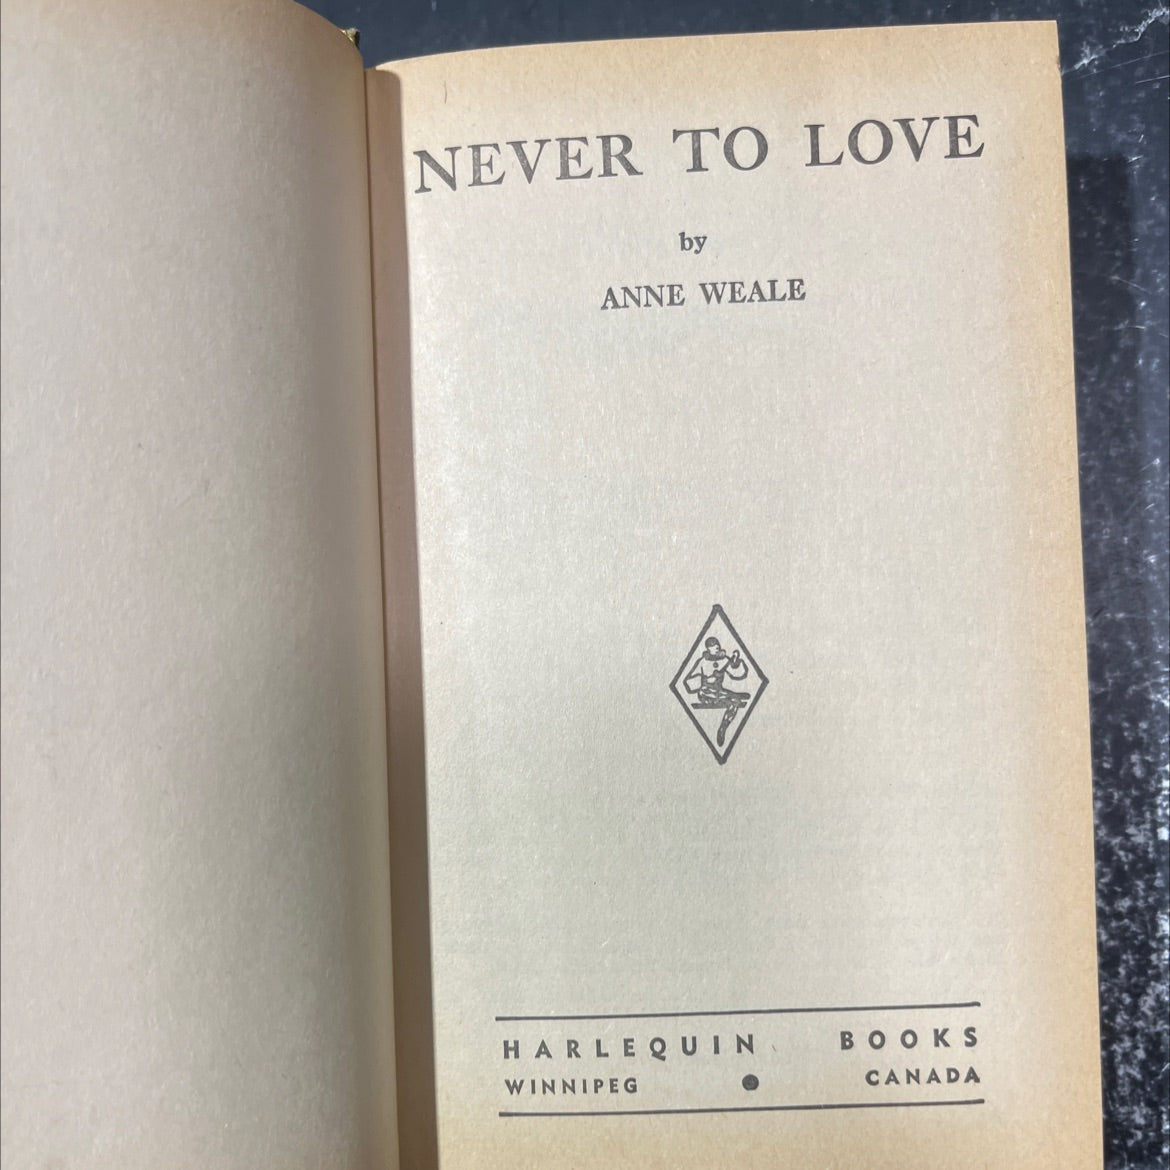 NEVER TO LOVE
by
ANNE WEALE
HARLEQUIN BOOKS
WINNIPEG ● CANADA